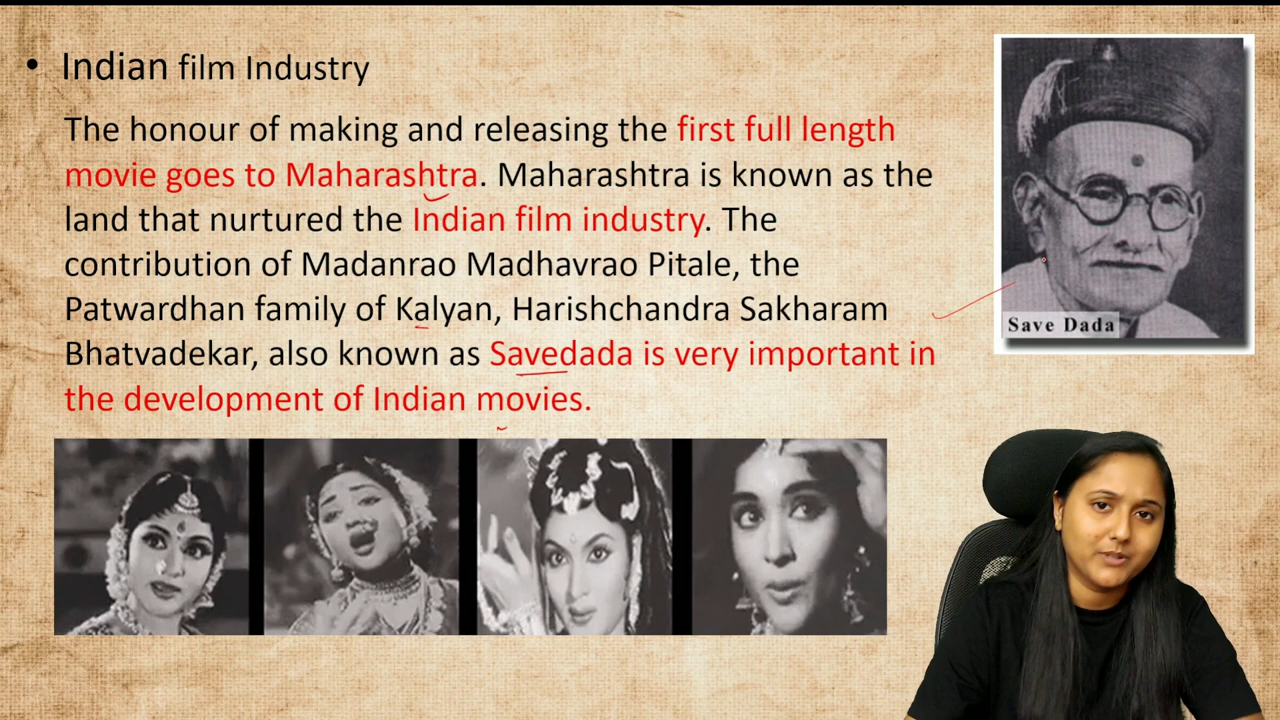 • Indian film Industry
The honour of making and releasing the first full length
movie goes to Maharashtra. Maharashtra is known as the
land that nurtured the Indian film industry. The
contribution of Madanrao Madhavrao Pitale, the
Patwardhan family of Kalyan, Harishchandra Sakharam
Bhatvadekar, also known as Savedada is very important in
the development of Indian movies.
Save Dada